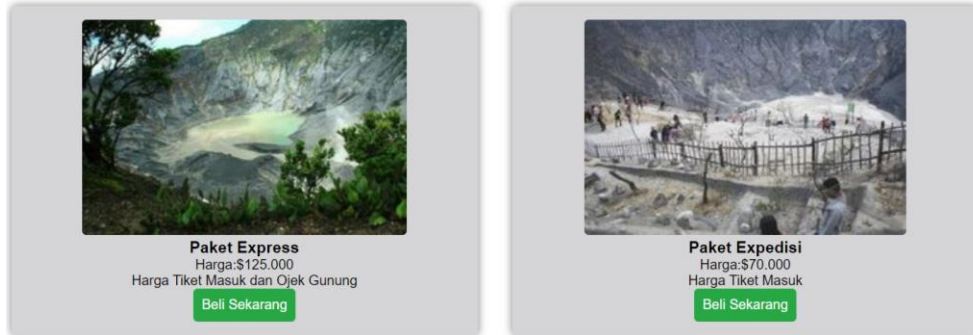 Paket Express
Harga:$125.000
Harga Tiket Masuk dan Ojek Gunung
Beli Sekarang
Paket Expedisi
Harga:$70.000
Harga Tiket Masuk
Beli Sekarang